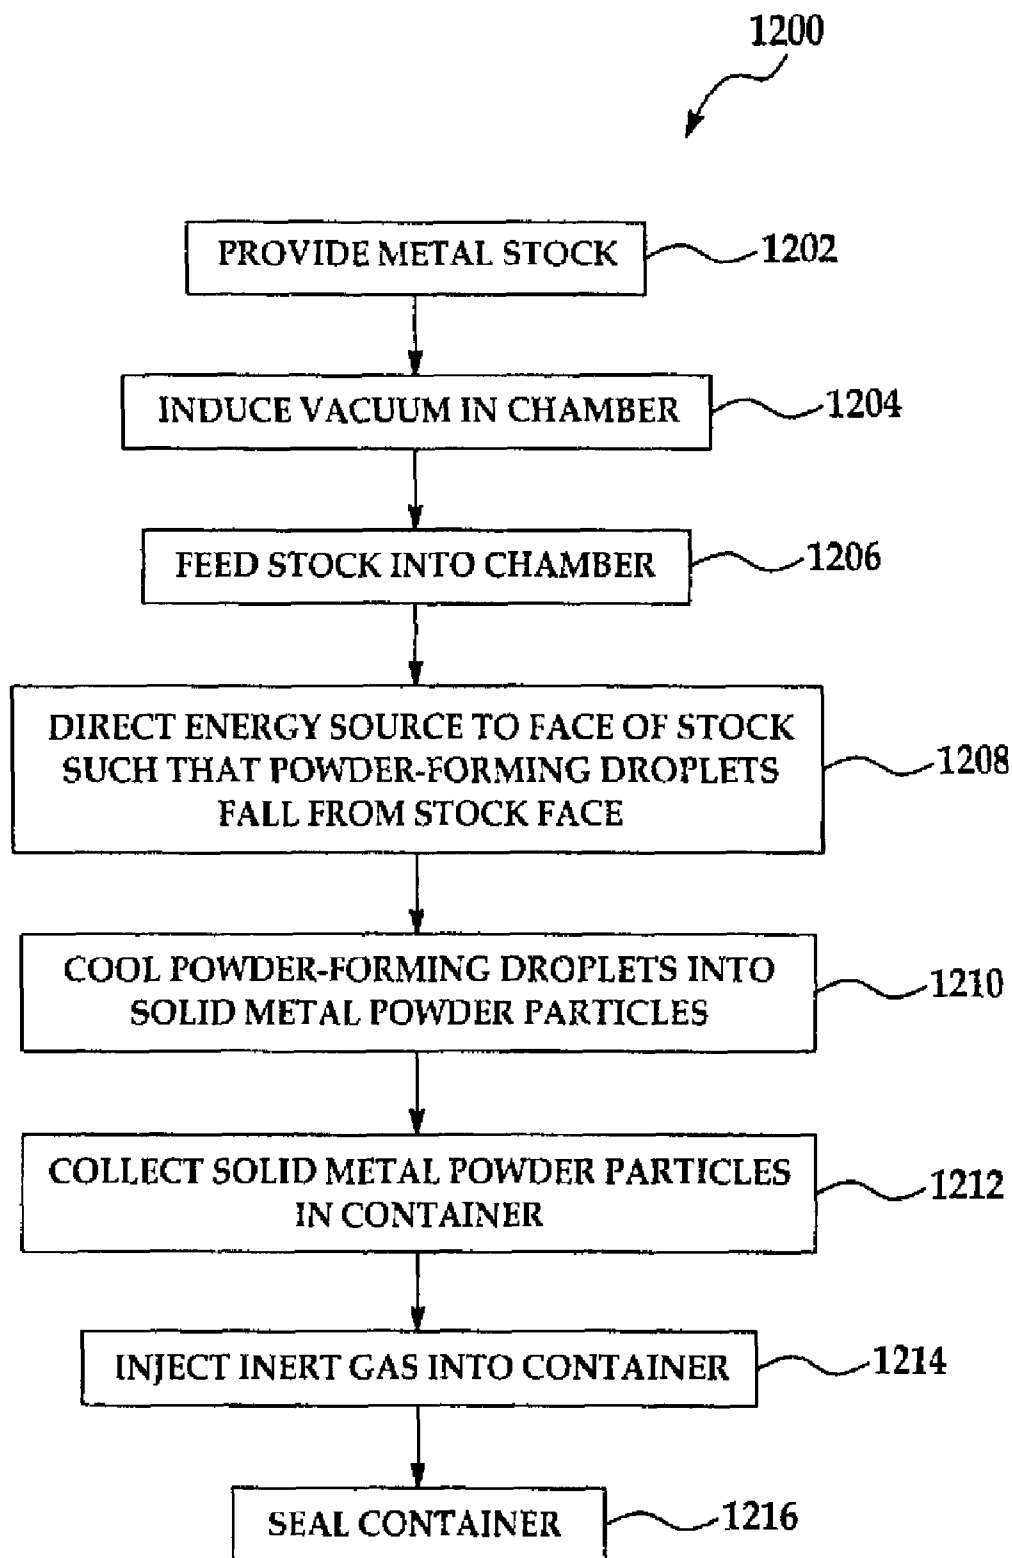 1200
PROVIDE METAL STOCK
1202
INDUCE VACUUM IN CHAMBER
1204
FEED STOCK INTO CHAMBER
1206
DIRECT ENERGY SOURCE TO FACE OF STOCK
SUCH THAT POWDER-FORMING DROPLETS
FALL FROM STOCK FACE
1208
COOL POWDER-FORMING DROPLETS INTO
SOLID METAL POWDER PARTICLES
1210
COLLECT SOLID METAL POWDER PARTICLES
IN CONTAINER
1212
INJECT INERT GAS INTO CONTAINER
1214
SEAL CONTAINER
1216